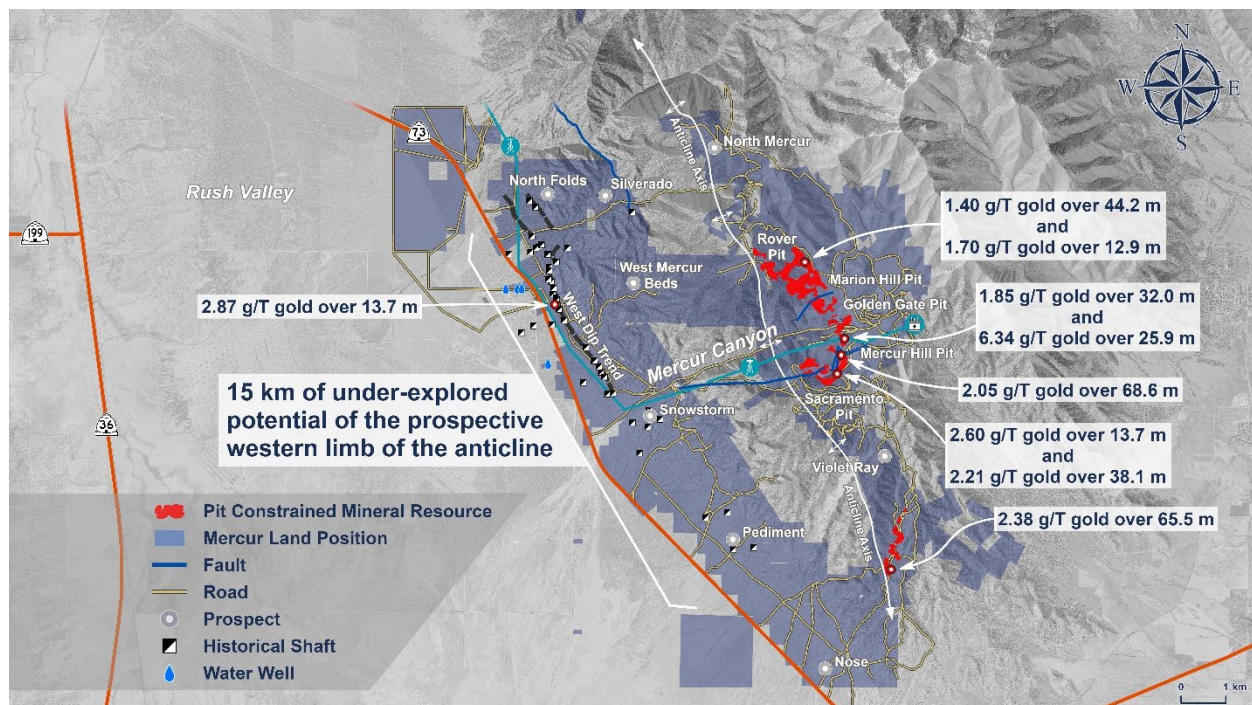 N
W
E
S
73
North Mercur
Anticline Axis
Rush Valley
North Folds
Silverado
199
1.40 g/T gold over 44.2 m
and
1.70 g/T gold over 12.9 m
Rover
Pit
West Mercur
Beds
Marion Hill Pit
Golden Gate Pit
2.87 g/T gold over 13.7 m
West Dip Trend
1.85 g/T gold over 32.0 m
and
6.34 g/T gold over 25.9 m
Mercur Canyon
Mercur Hill Pit
15 km of under-explored
potential of the prospective
western limb of the anticline
2.05 g/T gold over 68.6 m
Sacramento
Pit
Snowstorm
36
2.60 g/T gold over 13.7 m
and
2.21 g/T gold over 38.1 m
Violet Ray
Anticline Axis
2.38 g/T gold over 65.5 m
Pediment
Pit Constrained Mineral Resource
Mercur Land Position
Fault
Road
Prospect
Historical Shaft
Water Well
Nose
0
1 km